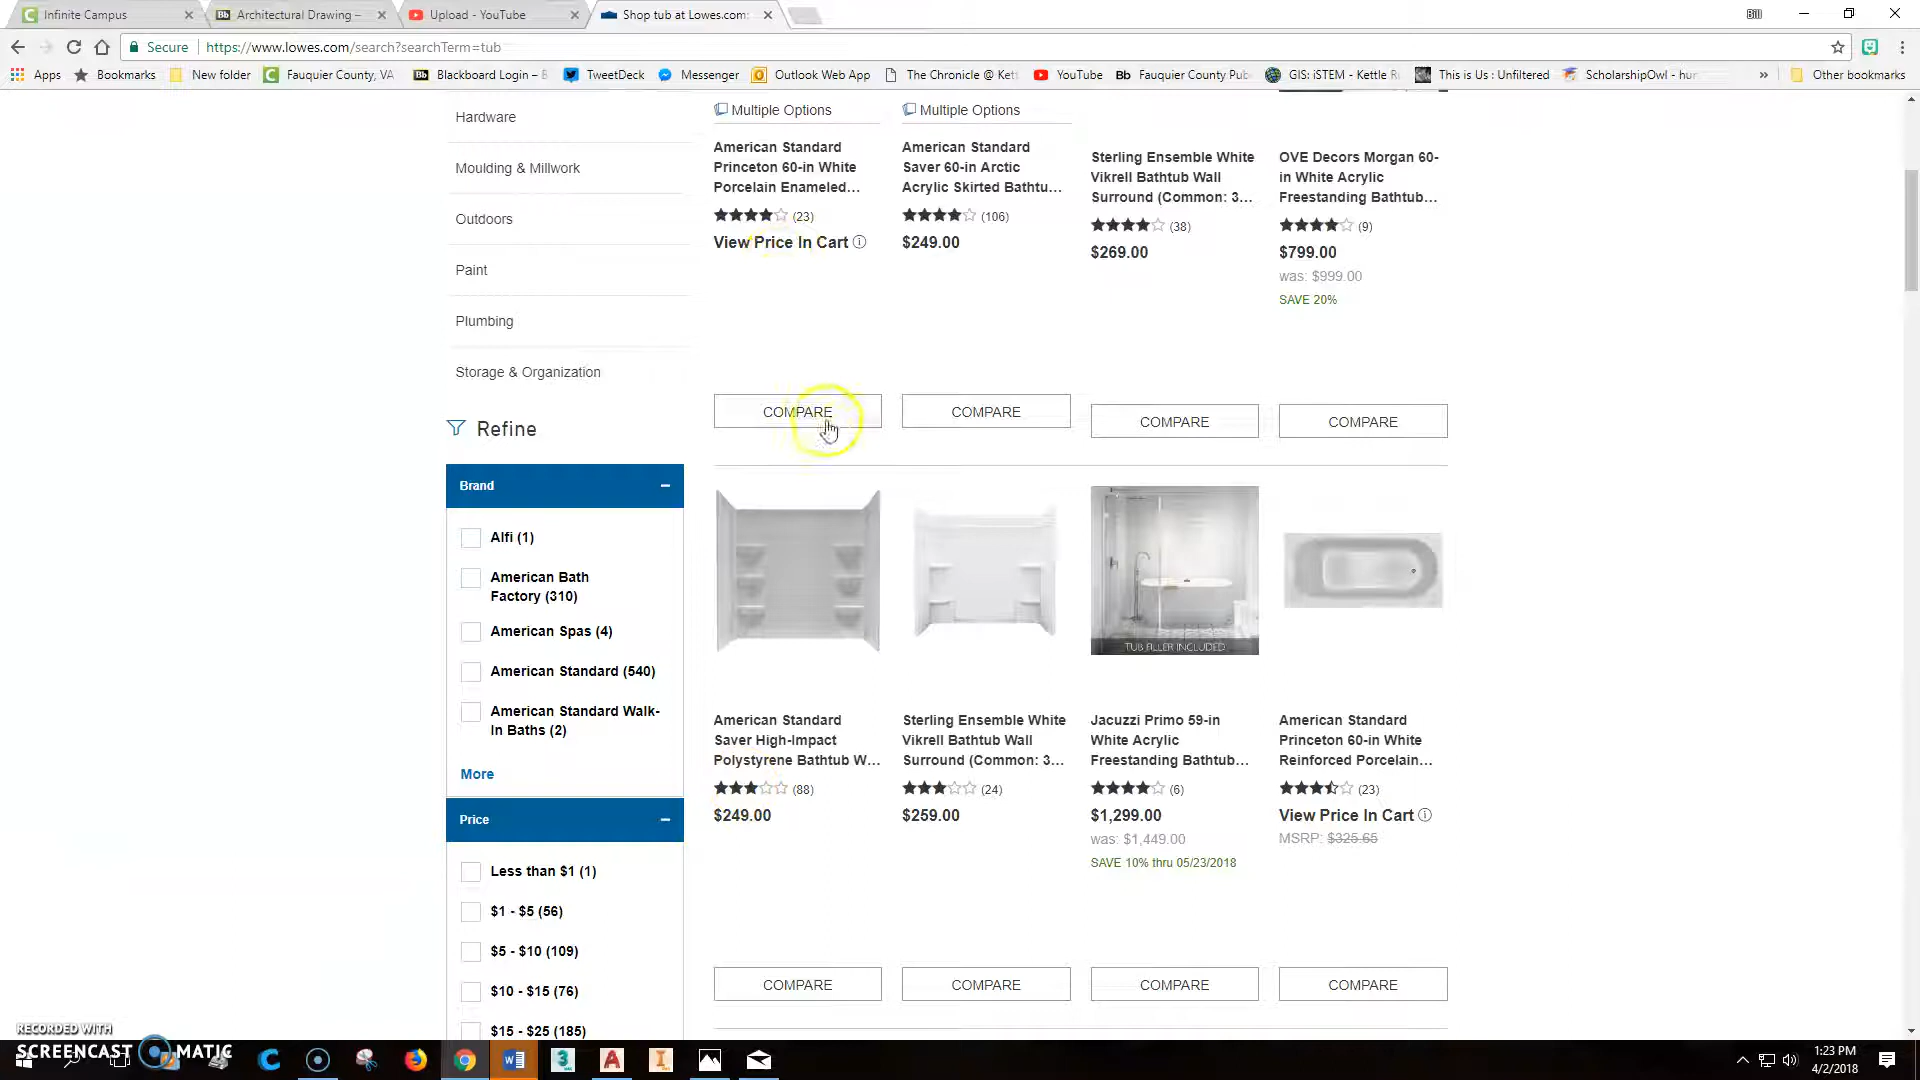 Infinite Campus
Architectural Drawing –
Upload - YouTube
Shop tub at Lowes.com:
Bill
Secure
https://www.lowes.com/search?searchTerm=tub
Apps
Bookmarks
New folder
Fauquier County, VA
Blackboard Login –
TweetDeck
Messenger
Outlook Web App
The Chronicle @ Kett
YouTube
Fauquier County Pub
GIS: iSTEM - Kettle R
This is Us : Unfiltered
ScholarshipOwl - hur
»
Other bookmarks
Hardware
Moulding & Millwork
Outdoors
Paint
Plumbing
Storage & Organization
Refine
Brand
Alfi (1)
American Bath
Factory (310)
American Spas (4)
American Standard (540)
American Standard Walk-
In Baths (2)
More
Price
Less than $1 (1)
$1 - $5 (56)
$5 - $10 (109)
$10 - $15 (76)
$15 - $25 (185)
Multiple Options
American Standard
Princeton 60-in White
Porcelain Enameled...
(23)
View Price In Cart
COMPARE
Multiple Options
American Standard
Saver 60-in Arctic
Acrylic Skirted Bathtu...
(106)
$249.00
COMPARE
Sterling Ensemble White
Vikrell Bathtub Wall
Surround (Common: 3...
(38)
$269.00
COMPARE
OVE Decors Morgan 60-
in White Acrylic
Freestanding Bathtub...
(9)
$799.00
was: $999.00
SAVE 20%
COMPARE
American Standard
Saver High-Impact
Polystyrene Bathtub W...
(88)
$249.00
COMPARE
Sterling Ensemble White
Vikrell Bathtub Wall
Surround (Common: 3...
(24)
$259.00
COMPARE
TUB FILLER INCLUDED
Jacuzzi Primo 59-in
White Acrylic
Freestanding Bathtub...
(6)
$1,299.00
was: $1,449.00
SAVE 10% thru 05/23/2018
COMPARE
American Standard
Princeton 60-in White
Reinforced Porcelain...
(23)
View Price In Cart
MSRP: $325.65
COMPARE
RECORDED WITH
SCREENCAST MATIC
1:23 PM
4/2/2018